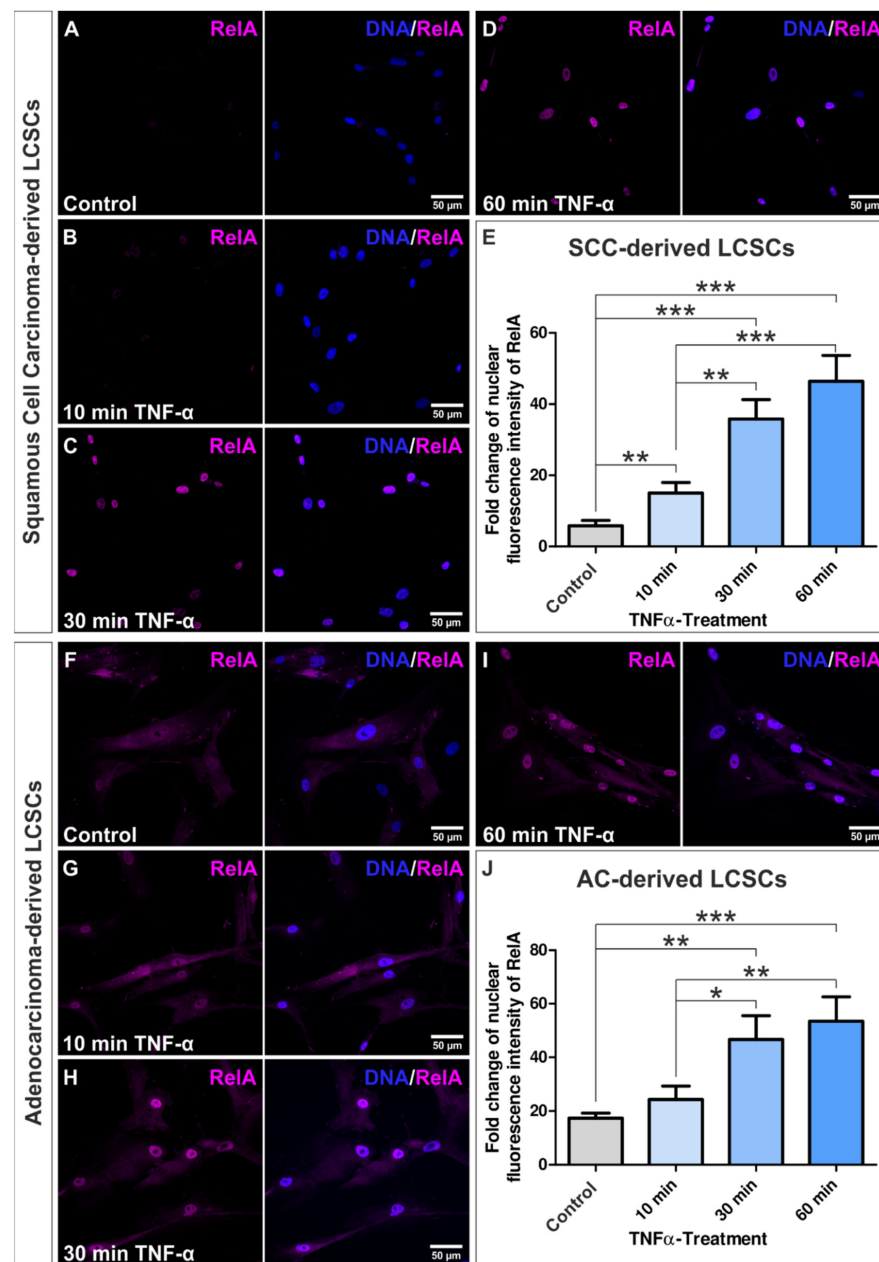 Squamous Cell Carcinoma-derived LCSCs
A RelA DNA/RelA
Control 50 µm
B RelA DNA/RelA
10 min TNF-α 50 µm
C RelA DNA/RelA
30 min TNF-α 50 µm
D RelA DNA/RelA
60 min TNF-α 50 µm
E SCC-derived LCSCs
Fold change of nuclear
fluorescence intensity of RelA
60
40
20
0
*** 
***
***
**
**
Control 10 min 30 min 60 min
TNFα-Treatment
Adenocarcinoma-derived LCSCs
F RelA DNA/RelA
Control 50 µm
G RelA DNA/RelA
10 min TNF-α 50 µm
H RelA DNA/RelA
30 min TNF-α 50 µm
I RelA DNA/RelA
60 min TNF-α 50 µm
J AC-derived LCSCs
Fold change of nuclear
fluorescence intensity of RelA
80
60
40
20
0
***
**
**
*
Control 10 min 30 min 60 min
TNFα-Treatment